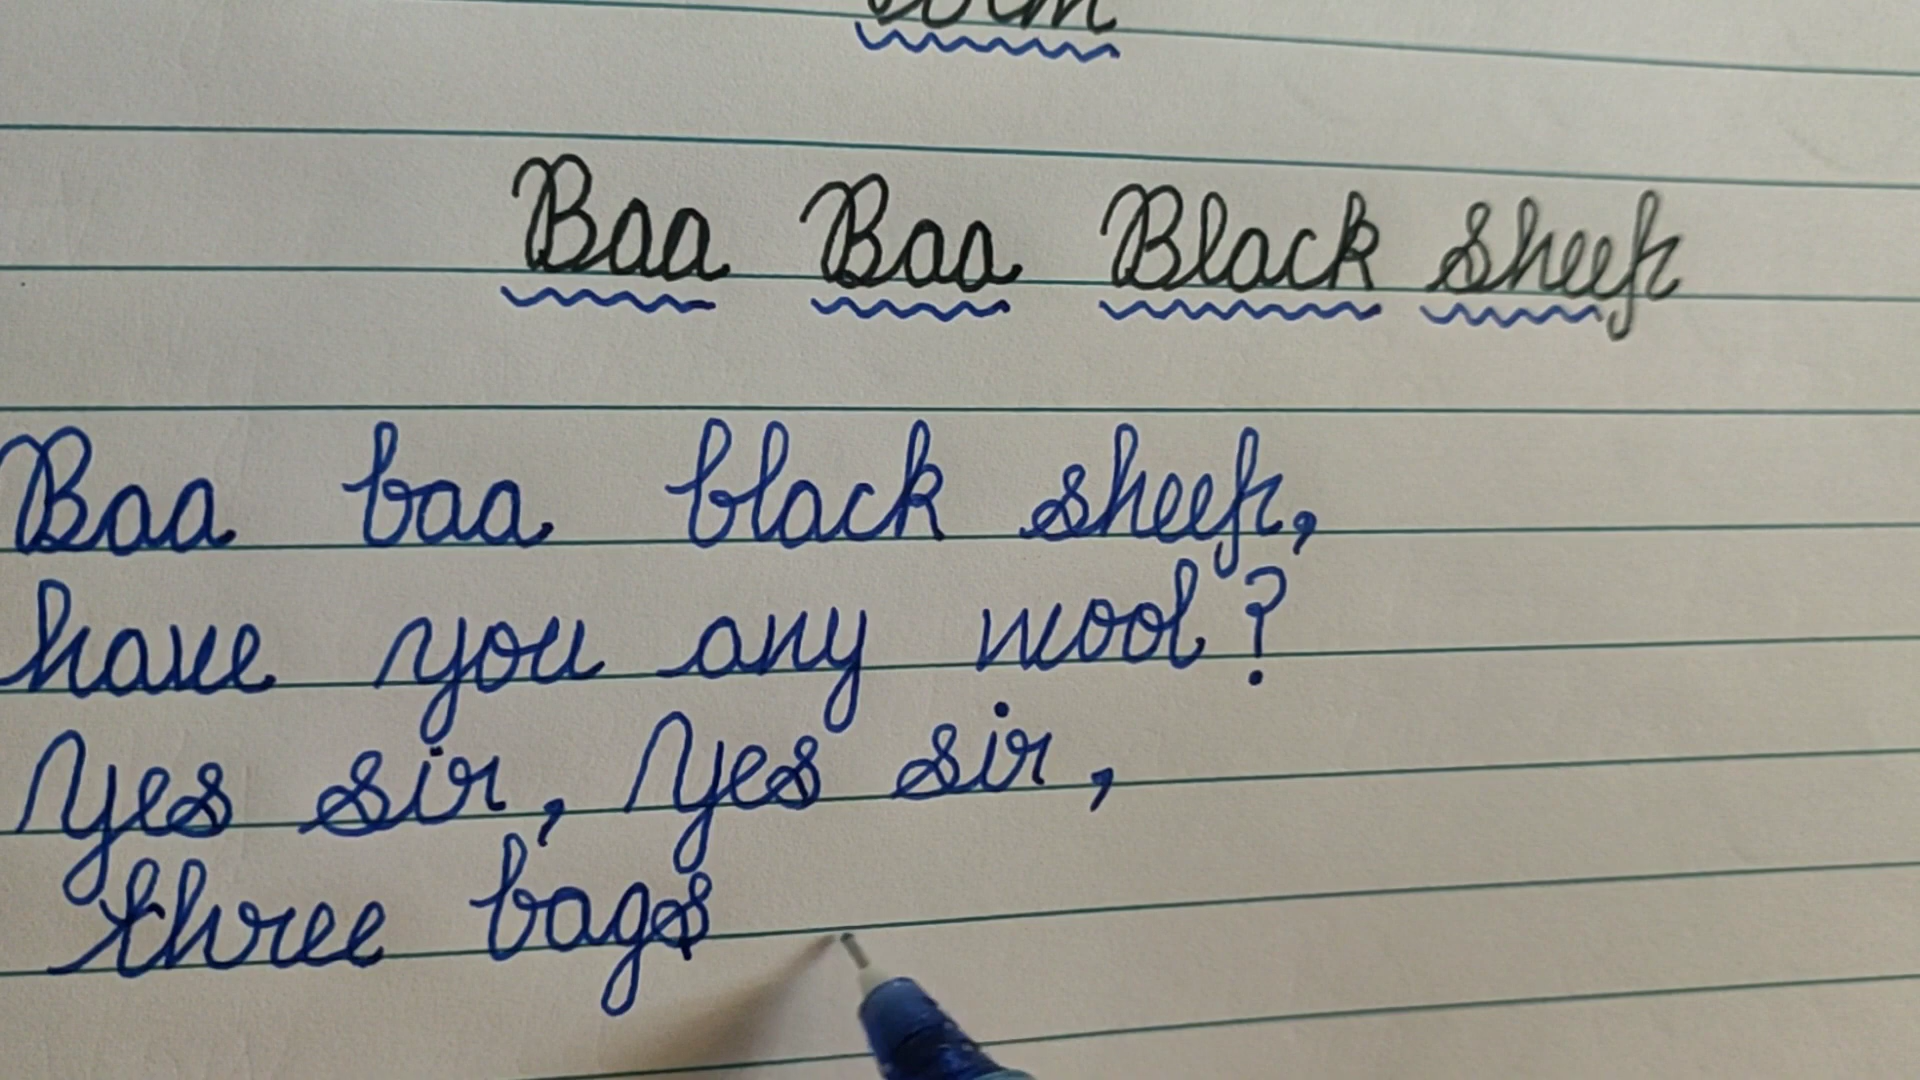 Baa Baa Black sheep
Baa baa black sheep,
have you any wool?
Yes sir, Yes sir,
three bags